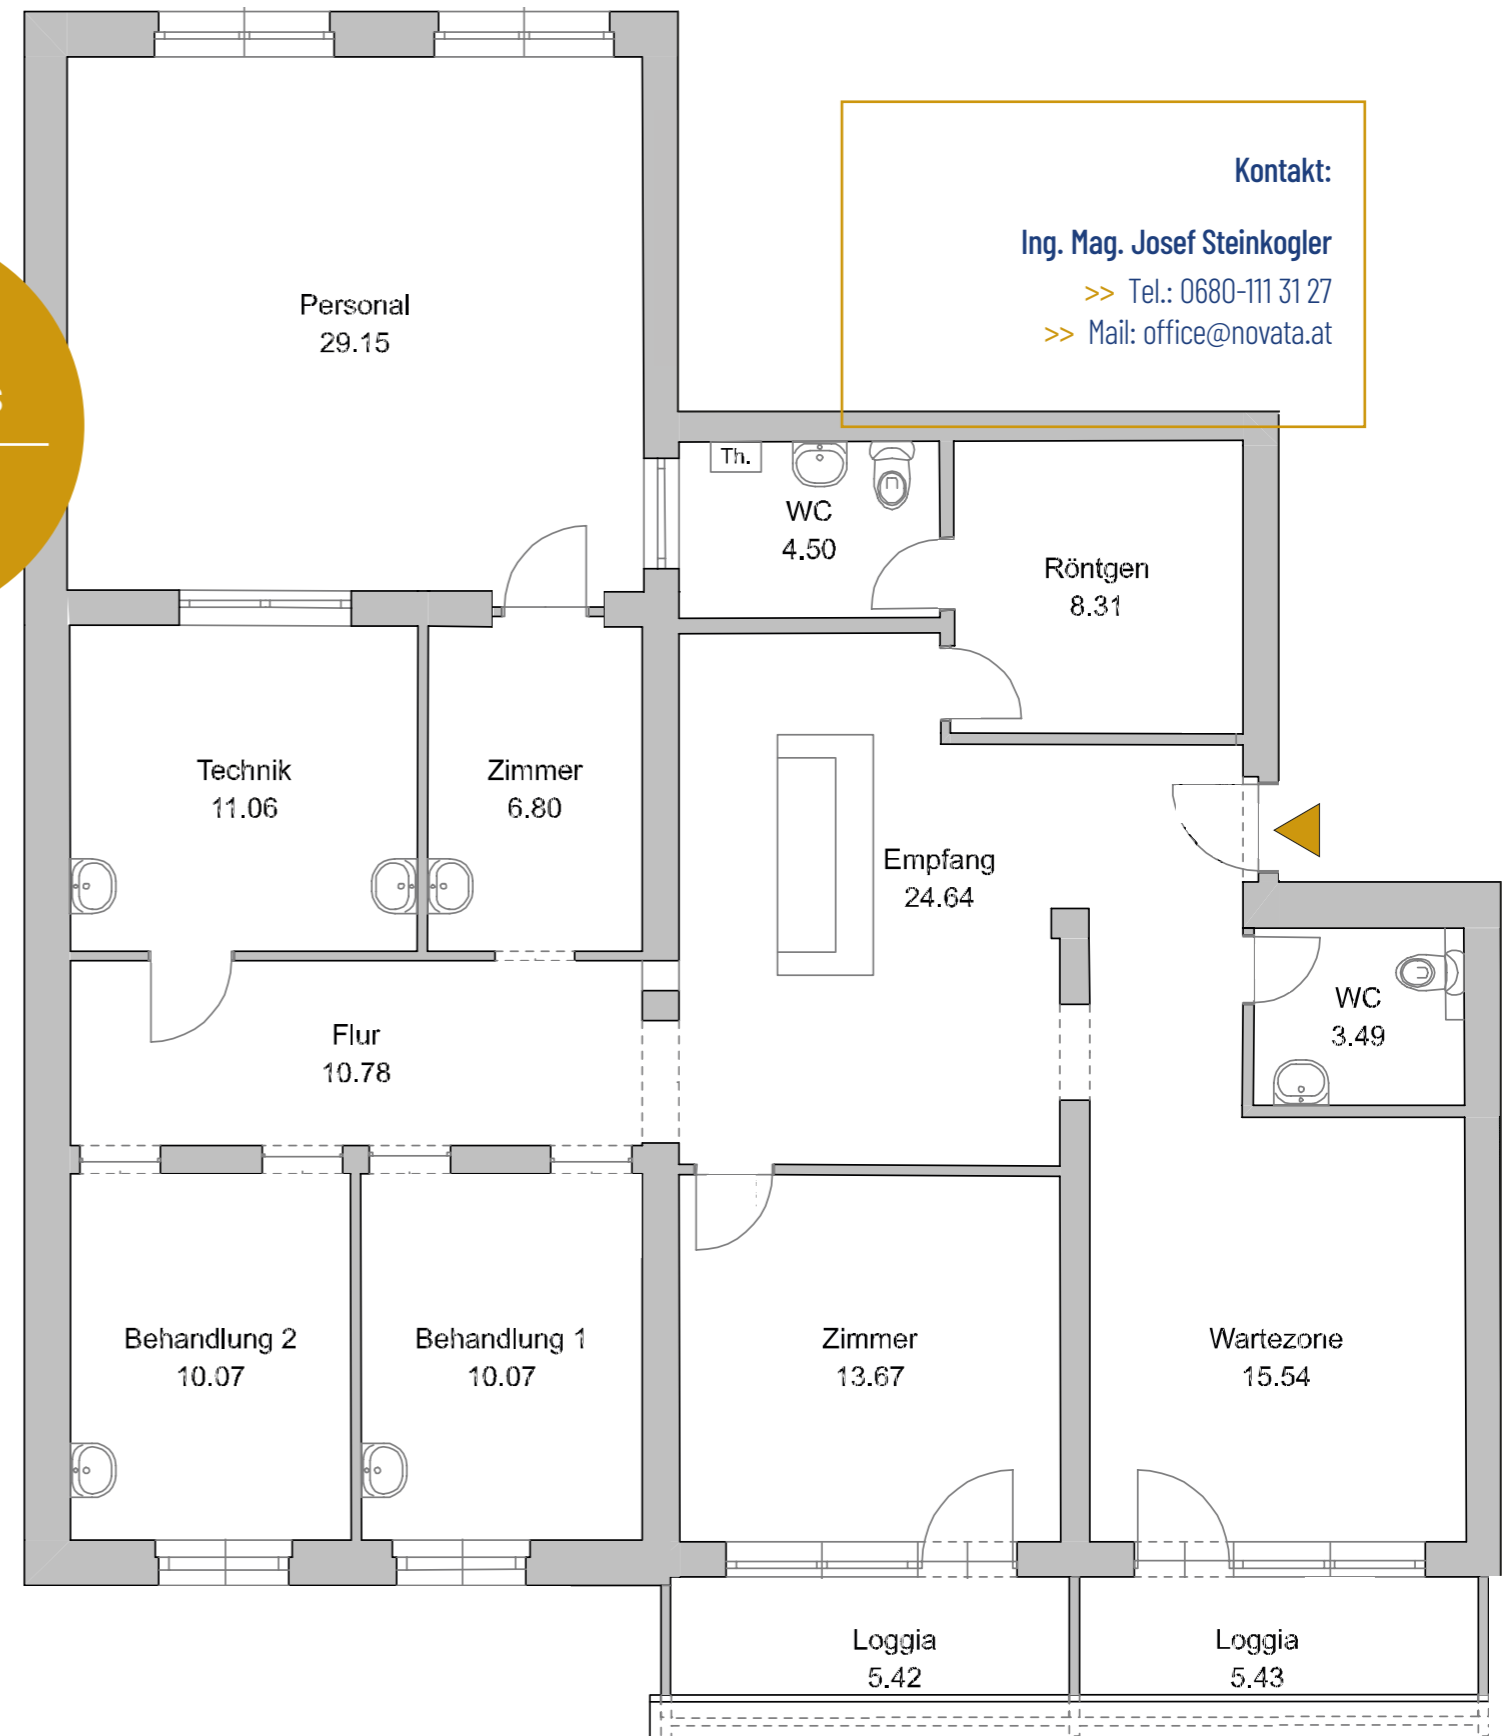 Kontakt:
Ing. Mag. Josef Steinkogler
>> Tel.: 0680-111 31 27
>> Mail: office@novata.at
Personal
29.15
Th.
WC
4.50
Röntgen
8.31
Technik
11.06
Zimmer
6.80
Empfang
24.64
WC
3.49
Flur
10.78
Behandlung 2
10.07
Behandlung 1
10.07
Zimmer
13.67
Wartezone
15.54
Loggia
5.42
Loggia
5.43